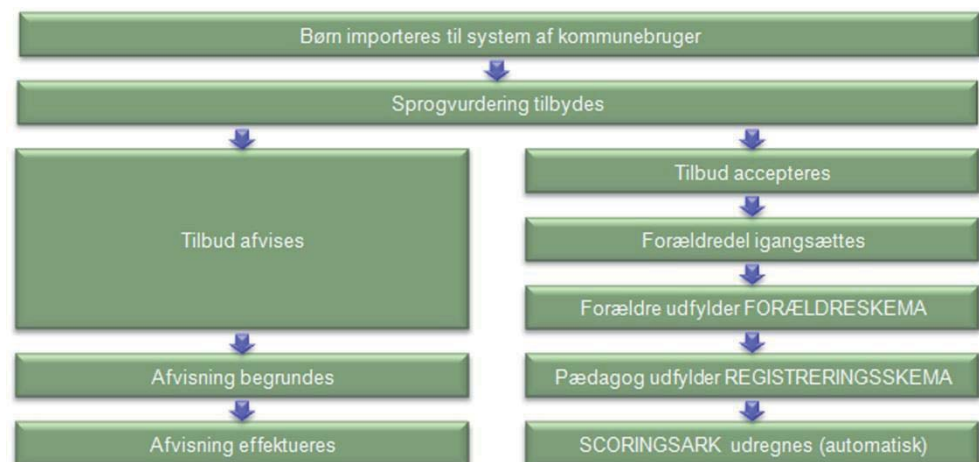 Børn importeres til system af kommunebruger
Sprogvurdering tilbydes
Tilbud afvises
Afvisning begrundes
Afvisning effektueres
Tilbud accepteres
Forældredel igangsættes
Forældre udfylder FORÆLDRESKEMA
Pædagog udfylder REGISTRERINGSSKEMA
SCORINGSARK udregnes (automatisk)